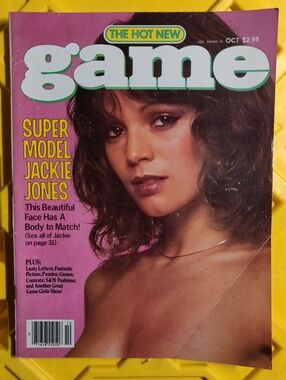 THE HOT NEW
OCT $2.95
game
SUPER
MODEL
JACKIE
JONES
This Beautiful
Face Has A
Body to Match!
(See all of Jackie
on page 31.)
PLUS:
Lusty Letters; Fantastic
Fiction; Puzzles; Games;
Contests; S&M Fashions;
and Another Great
Game Girlie Show!